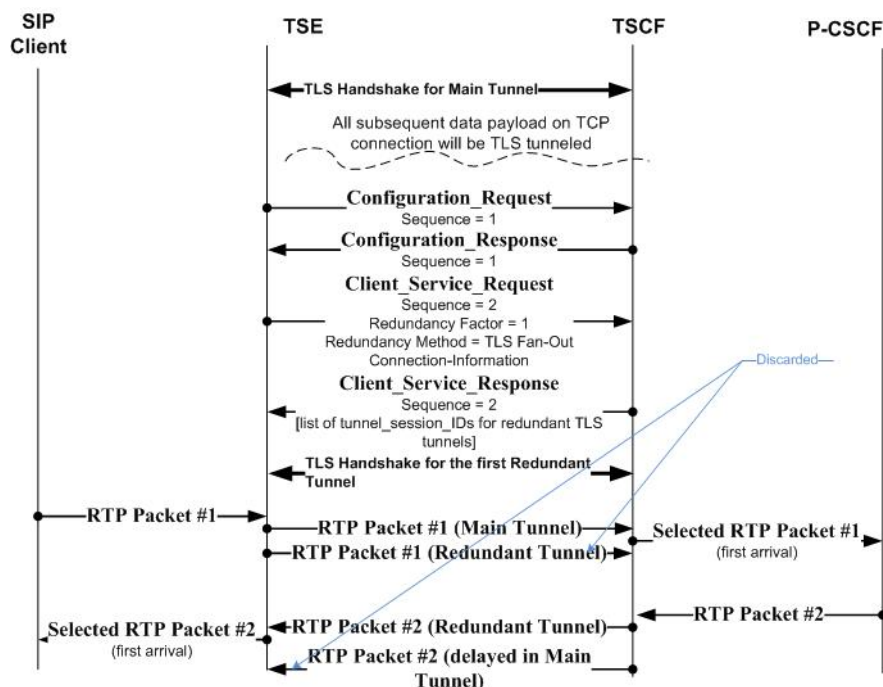 SIP
Client
TSE
TSCF
P-CSCF
TLS Handshake for Main Tunnel
All subsequent data payload on TCP
connection will be TLS tunneled
Configuration_Request
Sequence = 1
Configuration_Response
Sequence = 1
Client_Service_Request
Sequence = 2
Redundancy Factor = 1
Redundancy Method = TLS Fan-Out
Connection-Information
Discarded
Client_Service_Response
Sequence = 2
[list of tunnel_session_IDs for redundant TLS
tunnels]
TLS Handshake for the first Redundant
Tunnel
RTP Packet #1
RTP Packet #1 (Main Tunnel)
Selected RTP Packet #1
(first arrival)
RTP Packet #1 (Redundant Tunnel)
RTP Packet #2
RTP Packet #2 (Redundant Tunnel)
Selected RTP Packet #2
(first arrival)
RTP Packet #2 (delayed in Main
Tunnel)